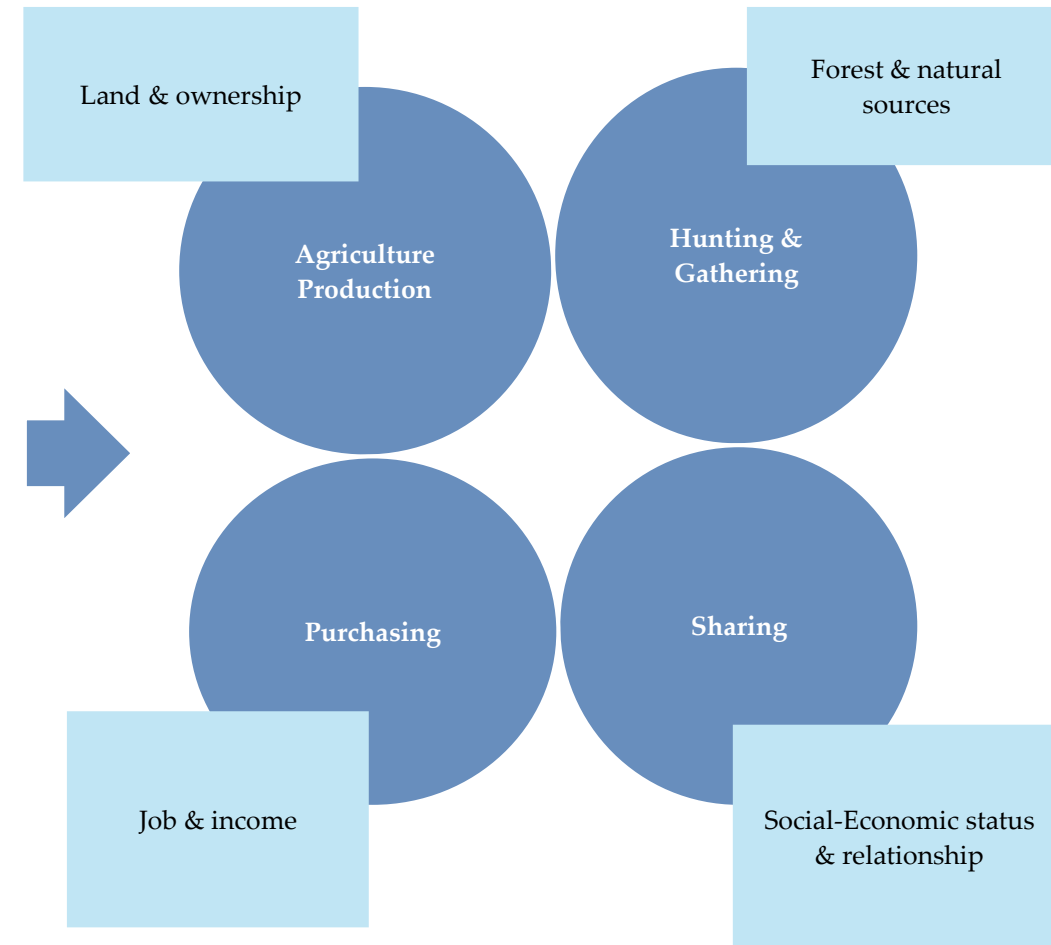 Land & ownership
Forest & natural
sources
Agriculture
Production
Hunting &
Gathering
Purchasing
Sharing
Job & income
Social-Economic status
& relationship